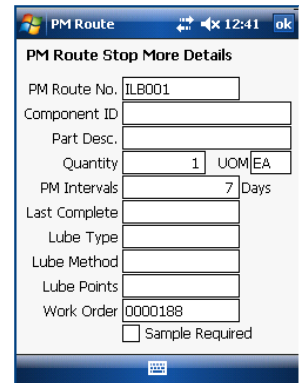 PM Route 12:41 ok
PM Route Stop More Details
PM Route No. ILB001
Component ID
Part Desc.
Quantity 1 UOM EA
PM Intervals 7 Days
Last Complete
Lube Type
Lube Method
Lube Points
Work Order 0000188
Sample Required